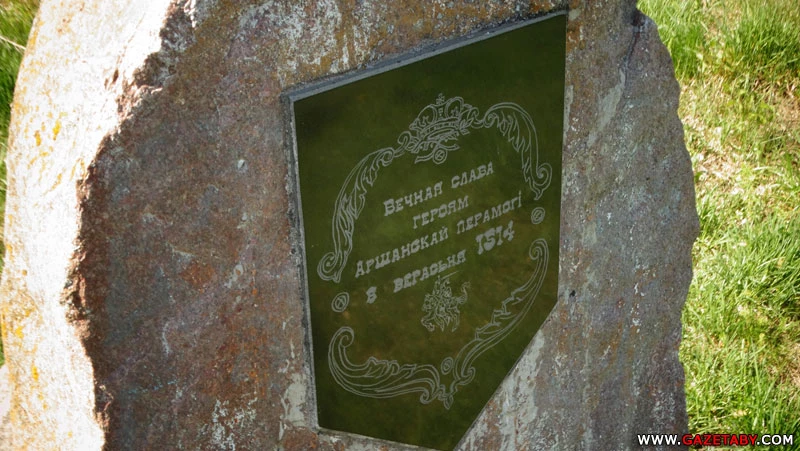 Вечная слава
героям
Аршанскай перамогі
8 верасьня 1514
WWW.GAZETABY.COM